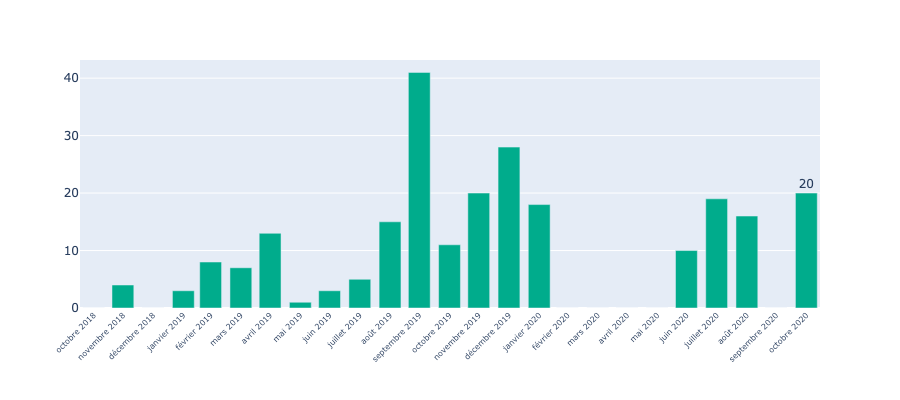 40
30
20
10
0
20
octobre 2018
novembre 2018
décembre 2018
janvier 2019
février 2019
mars 2019
avril 2019
mai 2019
juin 2019
juillet 2019
août 2019
septembre 2019
octobre 2019
novembre 2019
décembre 2019
janvier 2020
février 2020
mars 2020
avril 2020
mai 2020
juin 2020
juillet 2020
août 2020
septembre 2020
octobre 2020